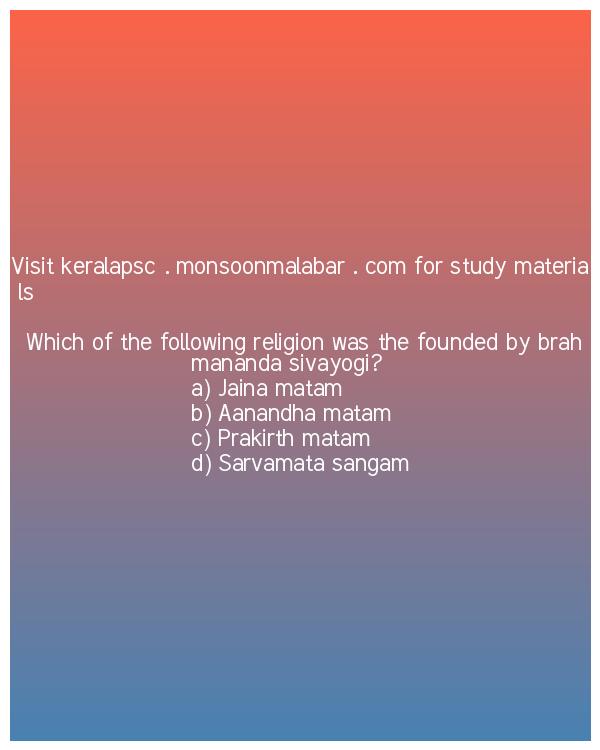 Visit keralapsc . monsoonmalabar . com for study materia
ls
Which of the following religion was the founded by brah
mananda sivayogi?
a) Jaina matam
b) Aanandha matam
c) Prakirth matam
d) Sarvamata sangam